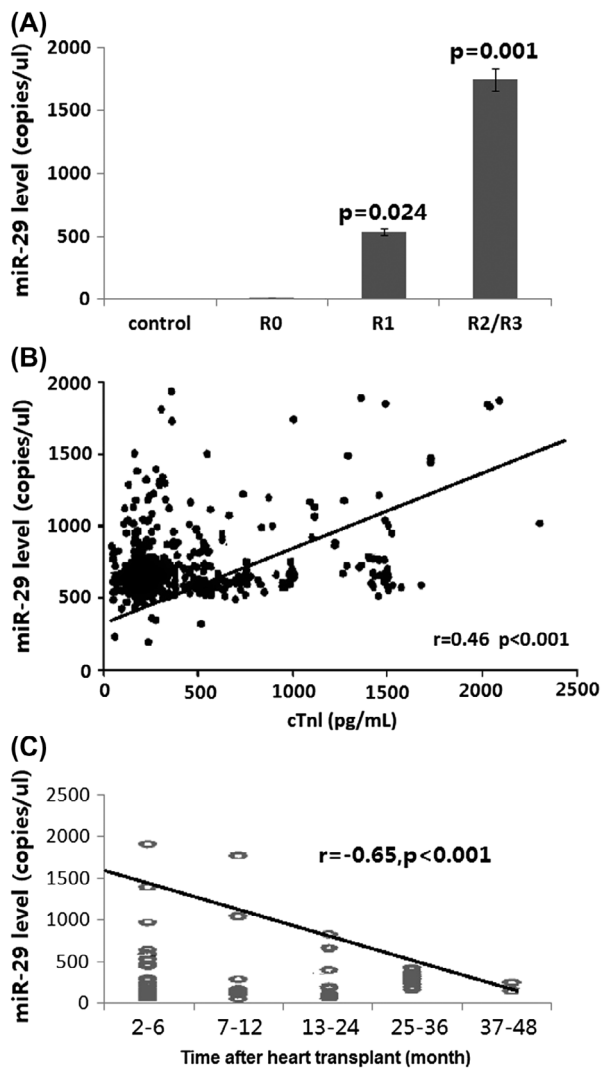 (A)
miR-29 level (copies/ul)
2000
1500
1000
500
0
p=0.024
p=0.001
control R0 R1 R2/R3
(B)
miR-29 level (copies/ul)
2000
1500
1000
500
0
r=0.46 p<0.001
0 500 1000 1500 2000 2500
cTnI (pg/mL)
(C)
miR-29 level (copies/ul)
2500
2000
1500
1000
500
0
r=-0.65,p<0.001
2-6 7-12 13-24 25-36 37-48
Time after heart transplant (month)